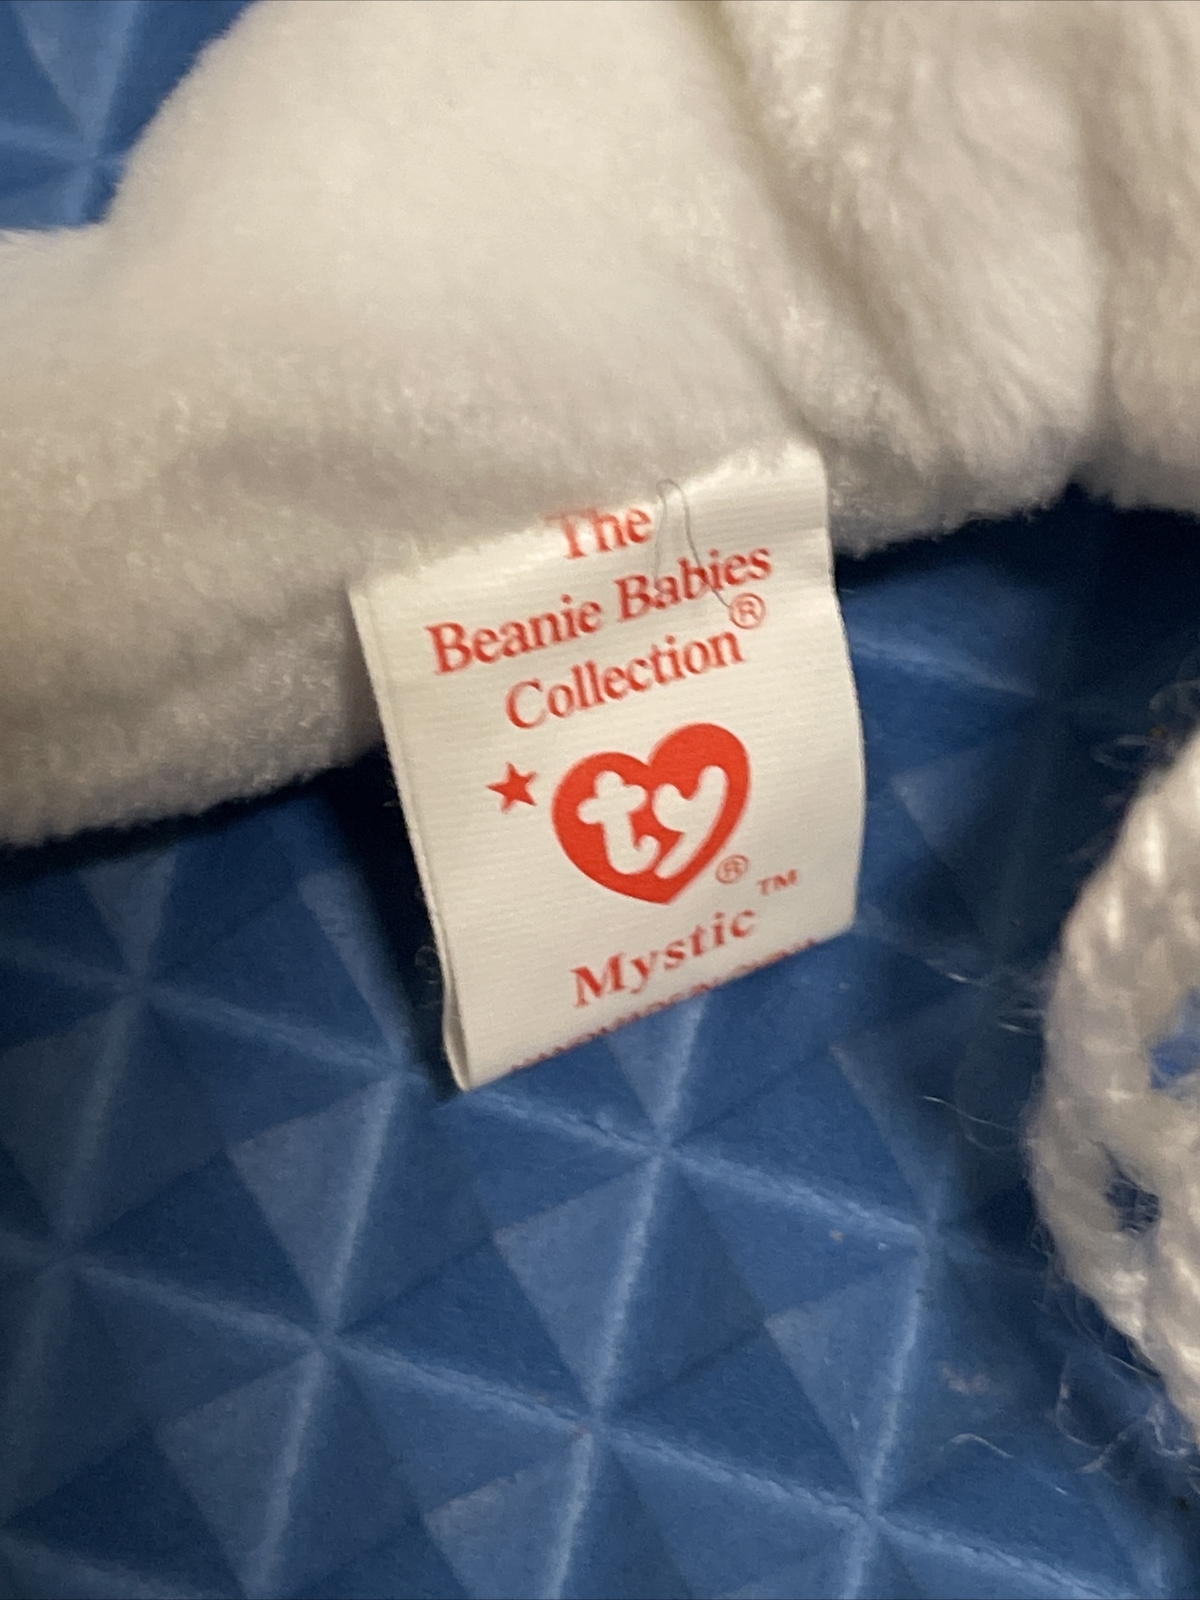 The
Beanie Babies
Collection®
ty®
Mystic™